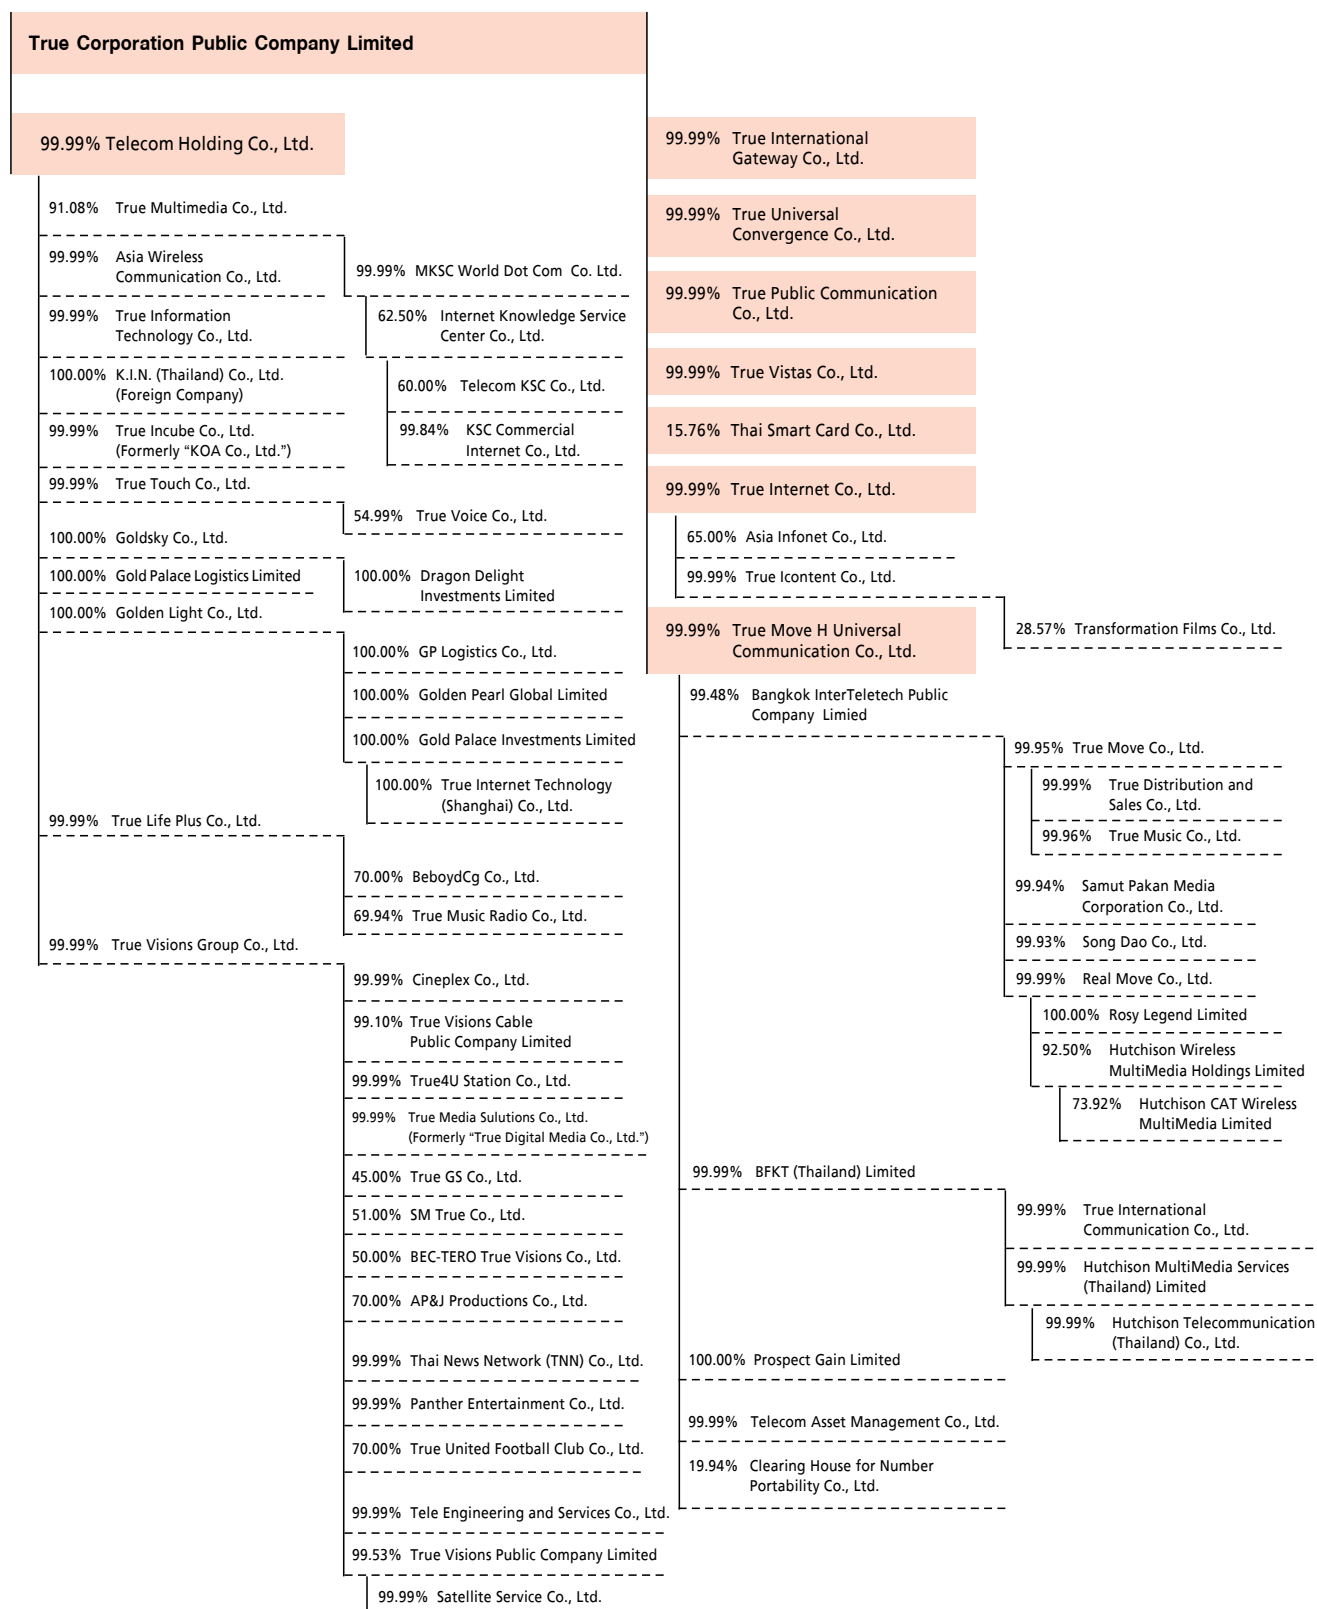 True Corporation Public Company Limited
99.99% Telecom Holding Co., Ltd.
91.08% True Multimedia Co., Ltd.
99.99% Asia Wireless
Communication Co., Ltd.
99.99% MKSC World Dot Com Co. Ltd.
99.99% True Information
Technology Co., Ltd.
62.50% Internet Knowledge Service
Center Co., Ltd.
100.00% K.I.N. (Thailand) Co., Ltd.
(Foreign Company)
60.00% Telecom KSC Co., Ltd.
99.99% True Incube Co., Ltd.
(Formerly “KOA Co., Ltd.”)
99.84% KSC Commercial
Internet Co., Ltd.
99.99% True Touch Co., Ltd.
54.99% True Voice Co., Ltd.
100.00% Goldsky Co., Ltd.
100.00% Gold Palace Logistics Limited
100.00% Dragon Delight
Investments Limited
100.00% Golden Light Co., Ltd.
100.00% GP Logistics Co., Ltd.
100.00% Golden Pearl Global Limited
100.00% Gold Palace Investments Limited
100.00% True Internet Technology
(Shanghai) Co., Ltd.
99.99% True Life Plus Co., Ltd.
70.00% BeboydCg Co., Ltd.
69.94% True Music Radio Co., Ltd.
99.99% True Visions Group Co., Ltd.
99.99% Cineplex Co., Ltd.
99.10% True Visions Cable
Public Company Limited
99.99% True4U Station Co., Ltd.
99.99% True Media Sulutions Co., Ltd.
(Formerly “True Digital Media Co., Ltd.”)
45.00% True GS Co., Ltd.
51.00% SM True Co., Ltd.
50.00% BEC-TERO True Visions Co., Ltd.
70.00% AP&J Productions Co., Ltd.
99.99% Thai News Network (TNN) Co., Ltd.
99.99% Panther Entertainment Co., Ltd.
70.00% True United Football Club Co., Ltd.
99.99% Tele Engineering and Services Co., Ltd.
99.53% True Visions Public Company Limited
99.99% Satellite Service Co., Ltd.
99.99% True International
Gateway Co., Ltd.
99.99% True Universal
Convergence Co., Ltd.
99.99% True Public Communication
Co., Ltd.
99.99% True Vistas Co., Ltd.
15.76% Thai Smart Card Co., Ltd.
99.99% True Internet Co., Ltd.
65.00% Asia Infonet Co., Ltd.
99.99% True Icontent Co., Ltd.
28.57% Transformation Films Co., Ltd.
99.99% True Move H Universal
Communication Co., Ltd.
99.48% Bangkok InterTeletech Public
Company Limied
99.95% True Move Co., Ltd.
99.99% True Distribution and
Sales Co., Ltd.
99.96% True Music Co., Ltd.
99.94% Samut Pakan Media
Corporation Co., Ltd.
99.93% Song Dao Co., Ltd.
99.99% Real Move Co., Ltd.
100.00% Rosy Legend Limited
92.50% Hutchison Wireless
MultiMedia Holdings Limited
73.92% Hutchison CAT Wireless
MultiMedia Limited
99.99% BFKT (Thailand) Limited
99.99% True International
Communication Co., Ltd.
99.99% Hutchison MultiMedia Services
(Thailand) Limited
99.99% Hutchison Telecommunication
(Thailand) Co., Ltd.
100.00% Prospect Gain Limited
99.99% Telecom Asset Management Co., Ltd.
19.94% Clearing House for Number
Portability Co., Ltd.